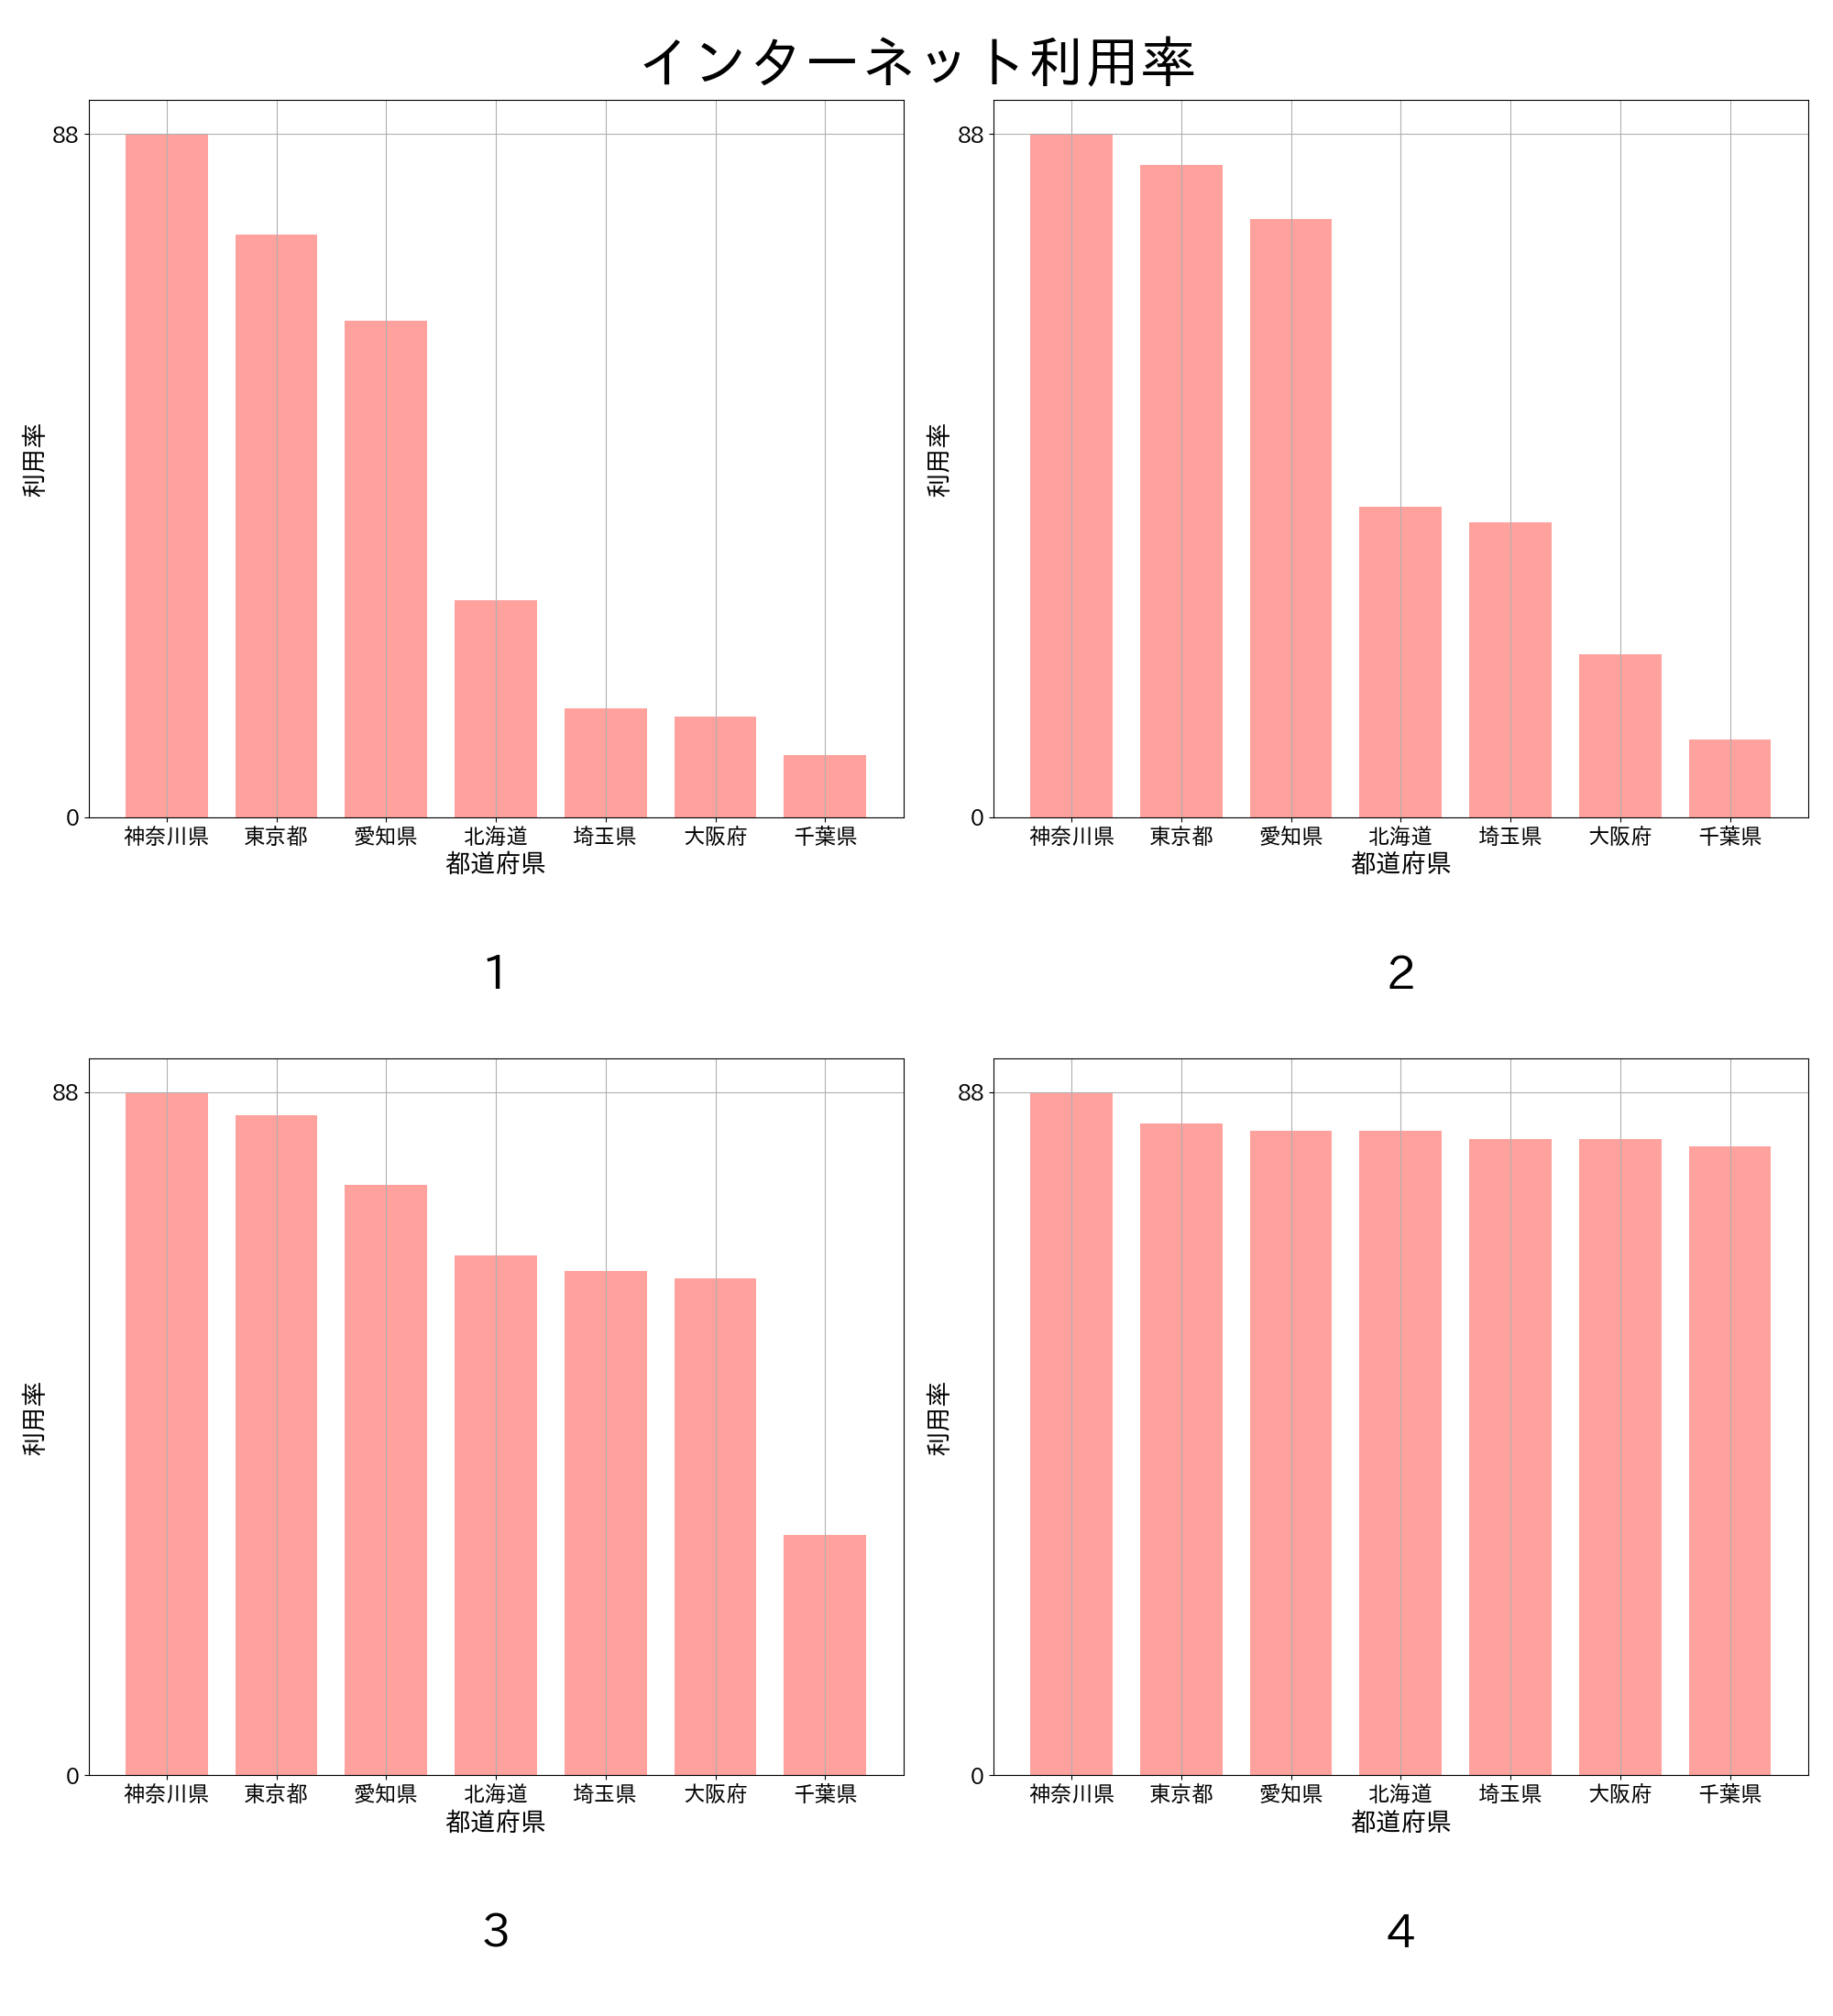 インターネット利用率
88
0
利用率
神奈川県 東京都 愛知県 北海道 埼玉県 大阪府 千葉県
都道府県
1
88
0
利用率
神奈川県 東京都 愛知県 北海道 埼玉県 大阪府 千葉県
都道府県
2
88
0
利用率
神奈川県 東京都 愛知県 北海道 埼玉県 大阪府 千葉県
都道府県
3
88
0
利用率
神奈川県 東京都 愛知県 北海道 埼玉県 大阪府 千葉県
都道府県
4